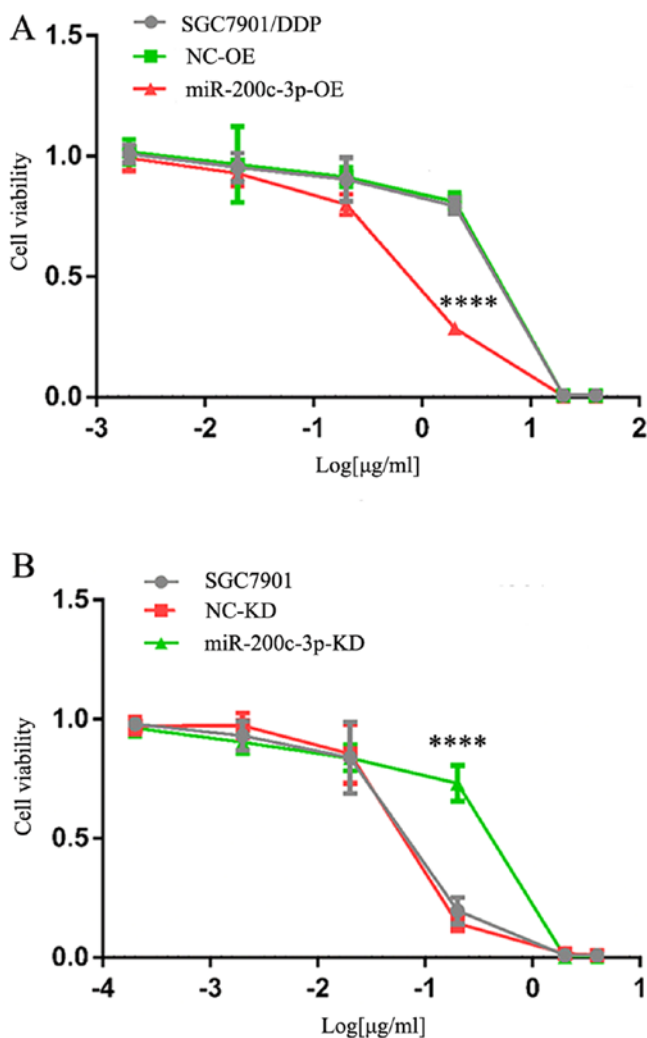 A
SGC7901/DDP
NC-OE
miR-200c-3p-OE
1.5
1.0
0.5
0.0
Cell viability
****
-3 -2 -1 0 1 2
Log[μg/ml]
B
SGC7901
NC-KD
miR-200c-3p-KD
1.5
1.0
0.5
0.0
Cell viability
****
-4 -3 -2 -1 0 1
Log[μg/ml]